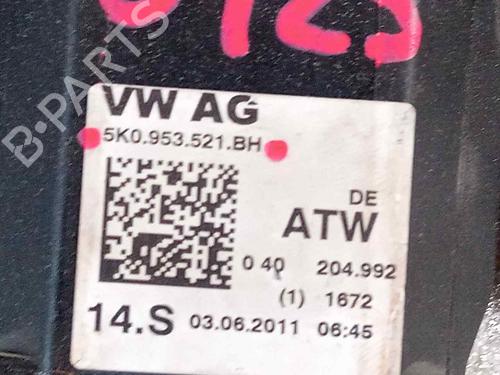 B-PARTS
VW AG
5K0.953.521.BH
DE
ATW
0 40 204.992
(1) 1672
14.S 03.06.2011 06:45